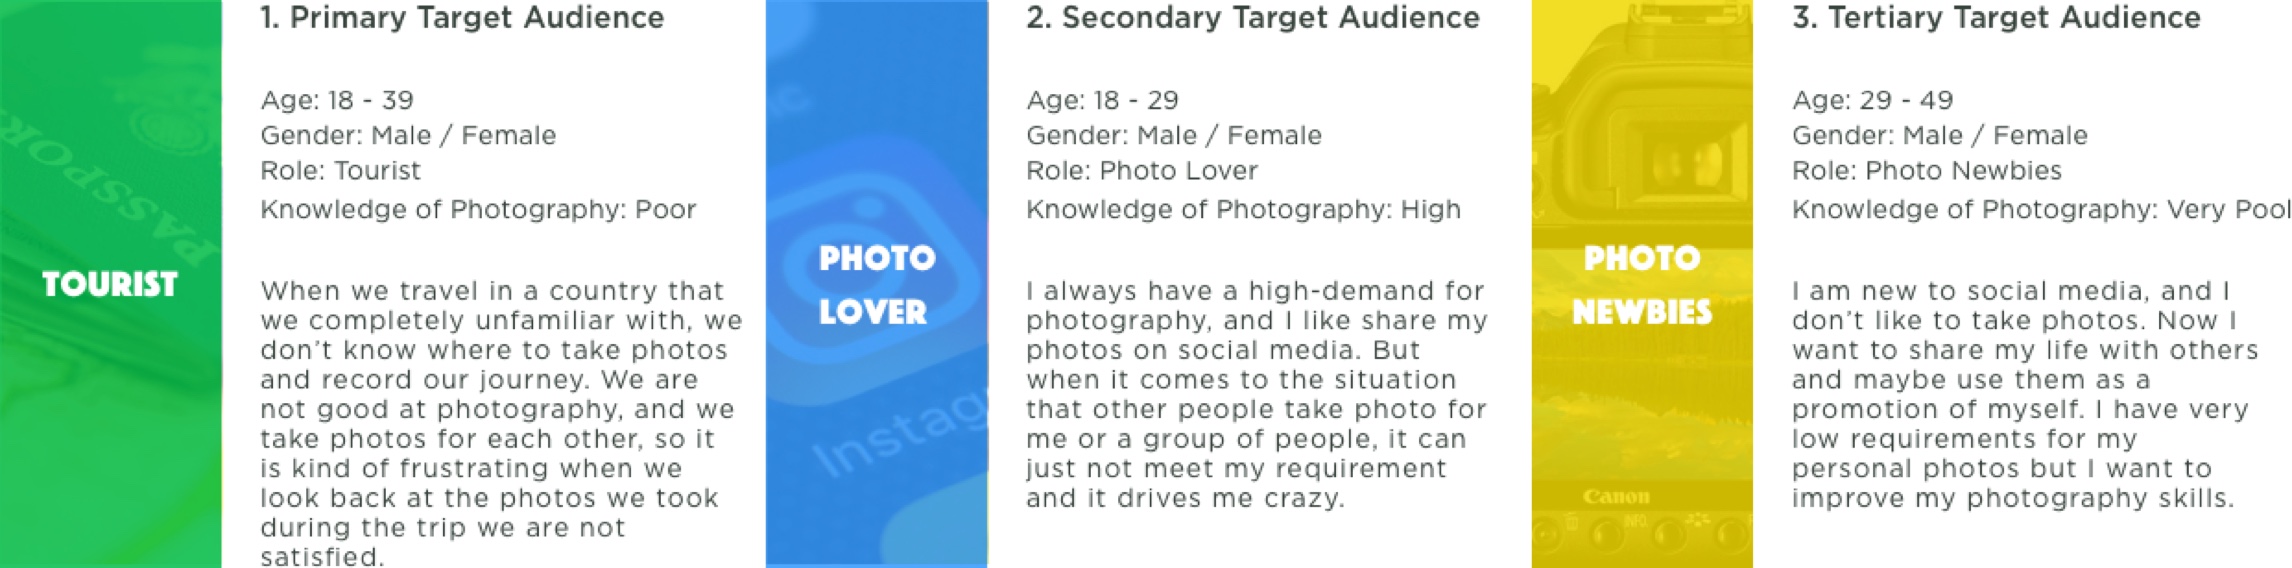 PASSPOR
TOURIST
1. Primary Target Audience
Age: 18 - 39
Gender: Male / Female
Role: Tourist
Knowledge of Photography: Poor
When we travel in a country that
we completely unfamiliar with, we
don't know where to take photos
and record our journey. We are
not good at photography, and we
take photos for each other, so it
is kind of frustrating when we
look back at the photos we took
during the trip we are not
satisfied.
ic
PHOTO
LOVER
Instag
2. Secondary Target Audience
Age: 18 - 29
Gender: Male / Female
Role: Photo Lover
Knowledge of Photography: High
I always have a high-demand for
photography, and I like share my
photos on social media. But
when it comes to the situation
that other people take photo for
me or a group of people, it can
just not meet my requirement
and it drives me crazy.
PHOTO
NEWBIES
Canon
INFO.
3. Tertiary Target Audience
Age: 29 - 49
Gender: Male / Female
Role: Photo Newbies
Knowledge of Photography: Very Pool
I am new to social media, and I
don't like to take photos. Now I
want to share my life with others
and maybe use them as a
promotion of myself. I have very
low requirements for my
personal photos but I want to
improve my photography skills.